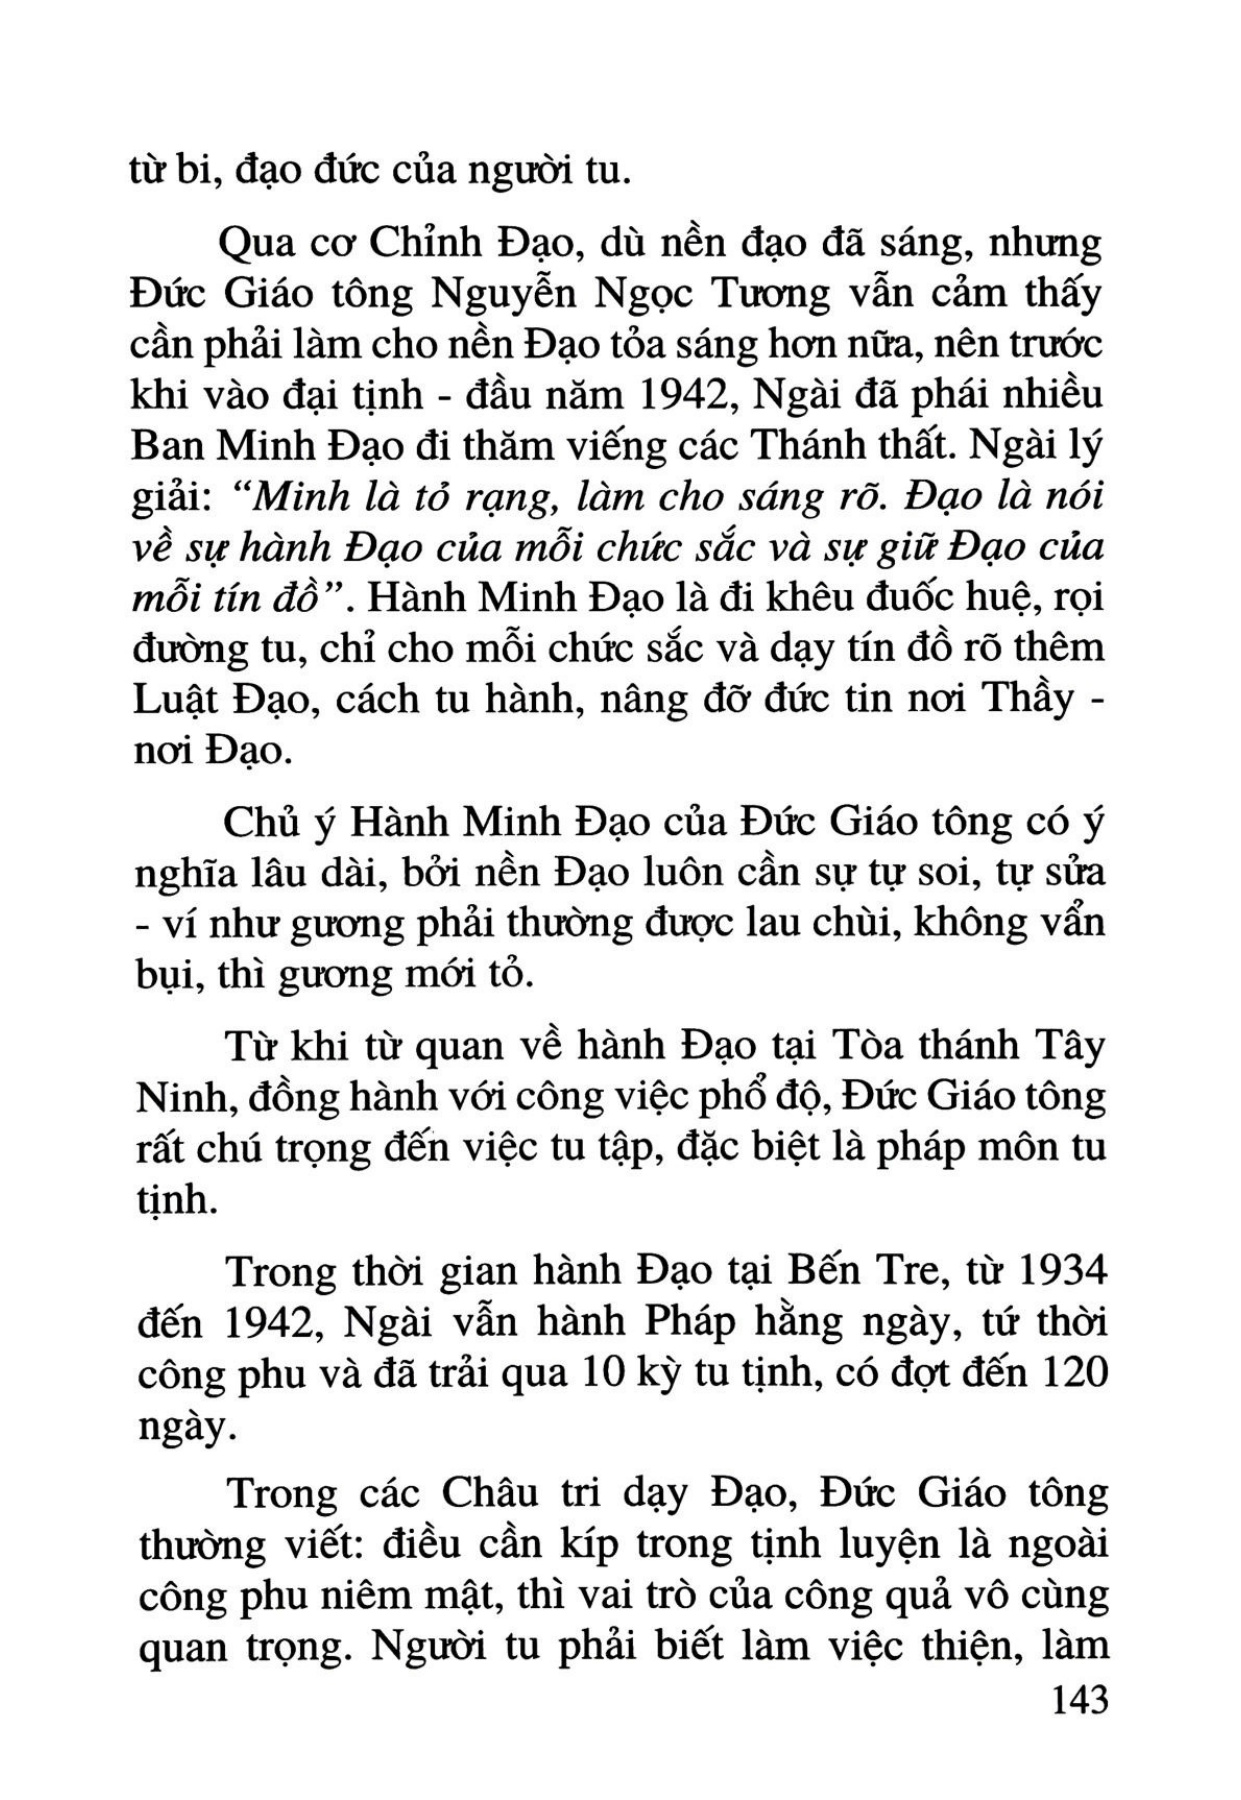 từ bi, đạo đức của người tu.
Qua cơ Chỉnh Đạo, dù nền đạo đã sáng, nhưng
Đức Giáo tông Nguyễn Ngọc Tương vẫn cảm thấy
cần phải làm cho nền Đạo tỏa sáng hơn nữa, nên trước
khi vào đại tịnh - đầu năm 1942, Ngài đã phái nhiều
Ban Minh Đạo đi thăm viếng các Thánh thất. Ngài lý
giải: “Minh là tỏ rạng, làm cho sáng rõ. Đạo là nói
về sự hành Đạo của mỗi chức sắc và sự giữ Đạo của
mỗi tín đồ”. Hành Minh Đạo là đi khêu đuốc huệ, rọi
đường tu, chỉ cho mỗi chức sắc và dạy tín đồ rõ thêm
Luật Đạo, cách tu hành, nâng đỡ đức tin nơi Thầy -
nơi Đạo.
Chủ ý Hành Minh Đạo của Đức Giáo tông có ý
nghĩa lâu dài, bởi nền Đạo luôn cần sự tự soi, tự sửa
- ví như gương phải thường được lau chùi, không vẩn
bụi, thì gương mới tỏ.
Từ khi từ quan về hành Đạo tại Tòa thánh Tây
Ninh, đồng hành với công việc phổ độ, Đức Giáo tông
rất chú trọng đến việc tu tập, đặc biệt là pháp môn tu
tịnh.
Trong thời gian hành Đạo tại Bến Tre, từ 1934
đến 1942, Ngài vẫn hành Pháp hằng ngày, tứ thời
công phu và đã trải qua 10 kỳ tu tịnh, có đợt đến 120
ngày.
Trong các Châu tri dạy Đạo, Đức Giáo tông
thường viết: điều cần kíp trong tịnh luyện là ngoài
công phu niêm mật, thì vai trò của công quả vô cùng
quan trọng. Người tu phải biết làm việc thiện, làm
143